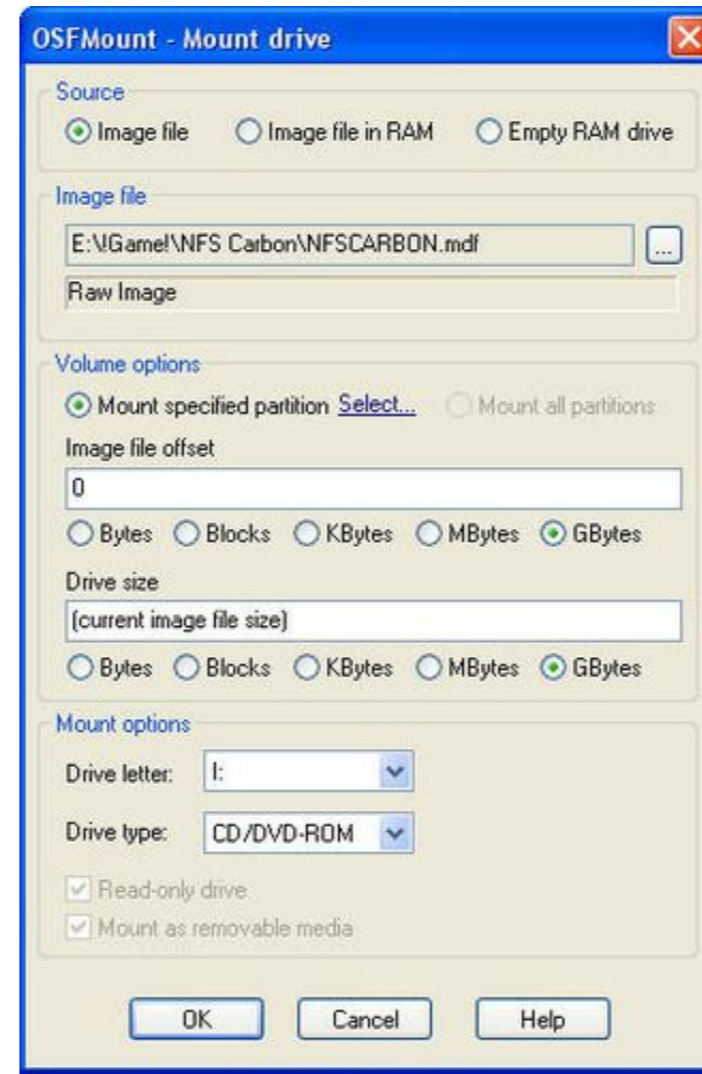 OSFMount - Mount drive
Source
Image file Image file in RAM Empty RAM drive
Image file
E:\!Game!\NFS Carbon\NFSCARBON.mdf ...
Raw Image
Volume options
Mount specified partition Select... Mount all partitions
Image file offset
0
Bytes Blocks KBytes MBytes GBytes
Drive size
(current image file size)
Bytes Blocks KBytes MBytes GBytes
Mount options
Drive letter: I:
Drive type: CD/DVD-ROM
Read-only drive
Mount as removable media
OK Cancel Help